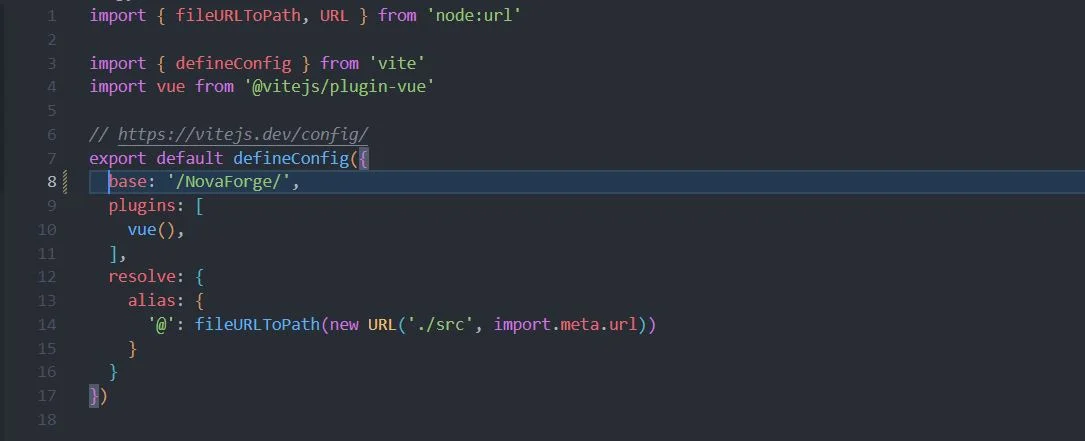 1 import { fileURLToPath, URL } from 'node:url'
2
3 import { defineConfig } from 'vite'
4 import vue from '@vitejs/plugin-vue'
5
6 // https://vitejs.dev/config/
7 export default defineConfig({
8   base: '/NovaForge/',
9   plugins: [
10     vue(),
11   ],
12   resolve: {
13     alias: {
14       '@': fileURLToPath(new URL('./src', import.meta.url))
15     }
16   }
17 })
18